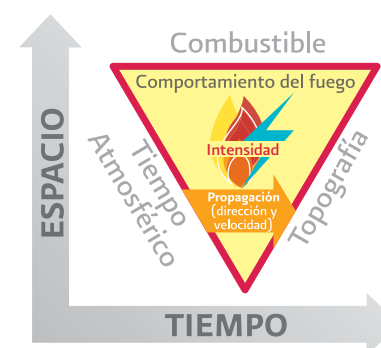 Combustible
Comportamiento del fuego
ESPACIO
Tiempo
Atmosférico
Intensidad
Topografía
Propagación
(dirección y
velocidad)
TIEMPO